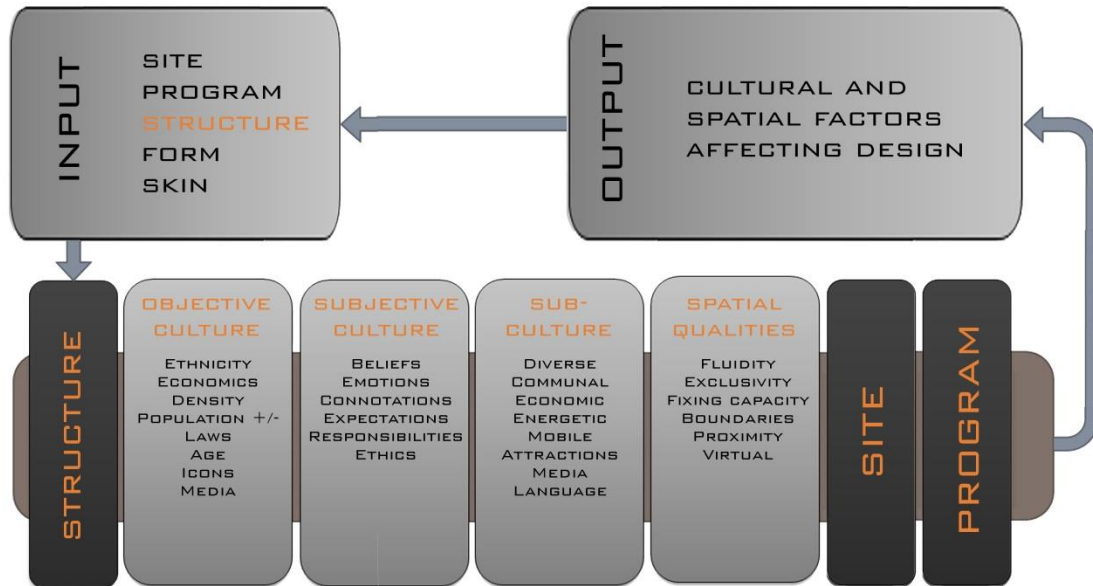 INPUT
SITE
PROGRAM
STRUCTURE
FORM
SKIN
OUTPUT
CULTURAL AND
SPATIAL FACTORS
AFFECTING DESIGN
STRUCTURE
OBJECTIVE
CULTURE
ETHNICITY
ECONOMICS
DENSITY
POPULATION +/-
LAWS
AGE
ICONS
MEDIA
SUBJECTIVE
CULTURE
BELIEFS
EMOTIONS
CONNOTATIONS
EXPECTATIONS
RESPONSIBILITIES
ETHICS
SUB-
CULTURE
DIVERSE
COMMUNAL
ECONOMIC
ENERGETIC
MOBILE
ATTRACTIONS
MEDIA
LANGUAGE
SPATIAL
QUALITIES
FLUIDITY
EXCLUSIVITY
FIXING CAPACITY
BOUNDARIES
PROXIMITY
VIRTUAL
SITE
PROGRAM